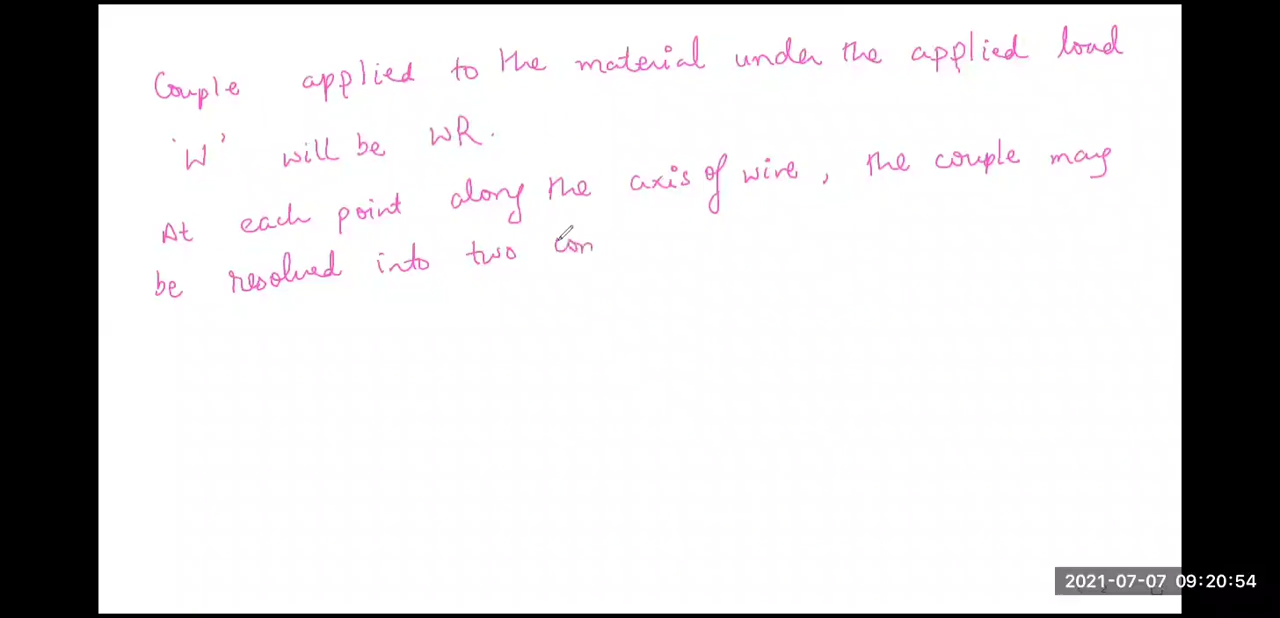 Couple applied to the material under the applied load
'W' will be WR.
At each point along the axis of wire, the couple may
be resolved into two Con
2021-07-07 09:20:54